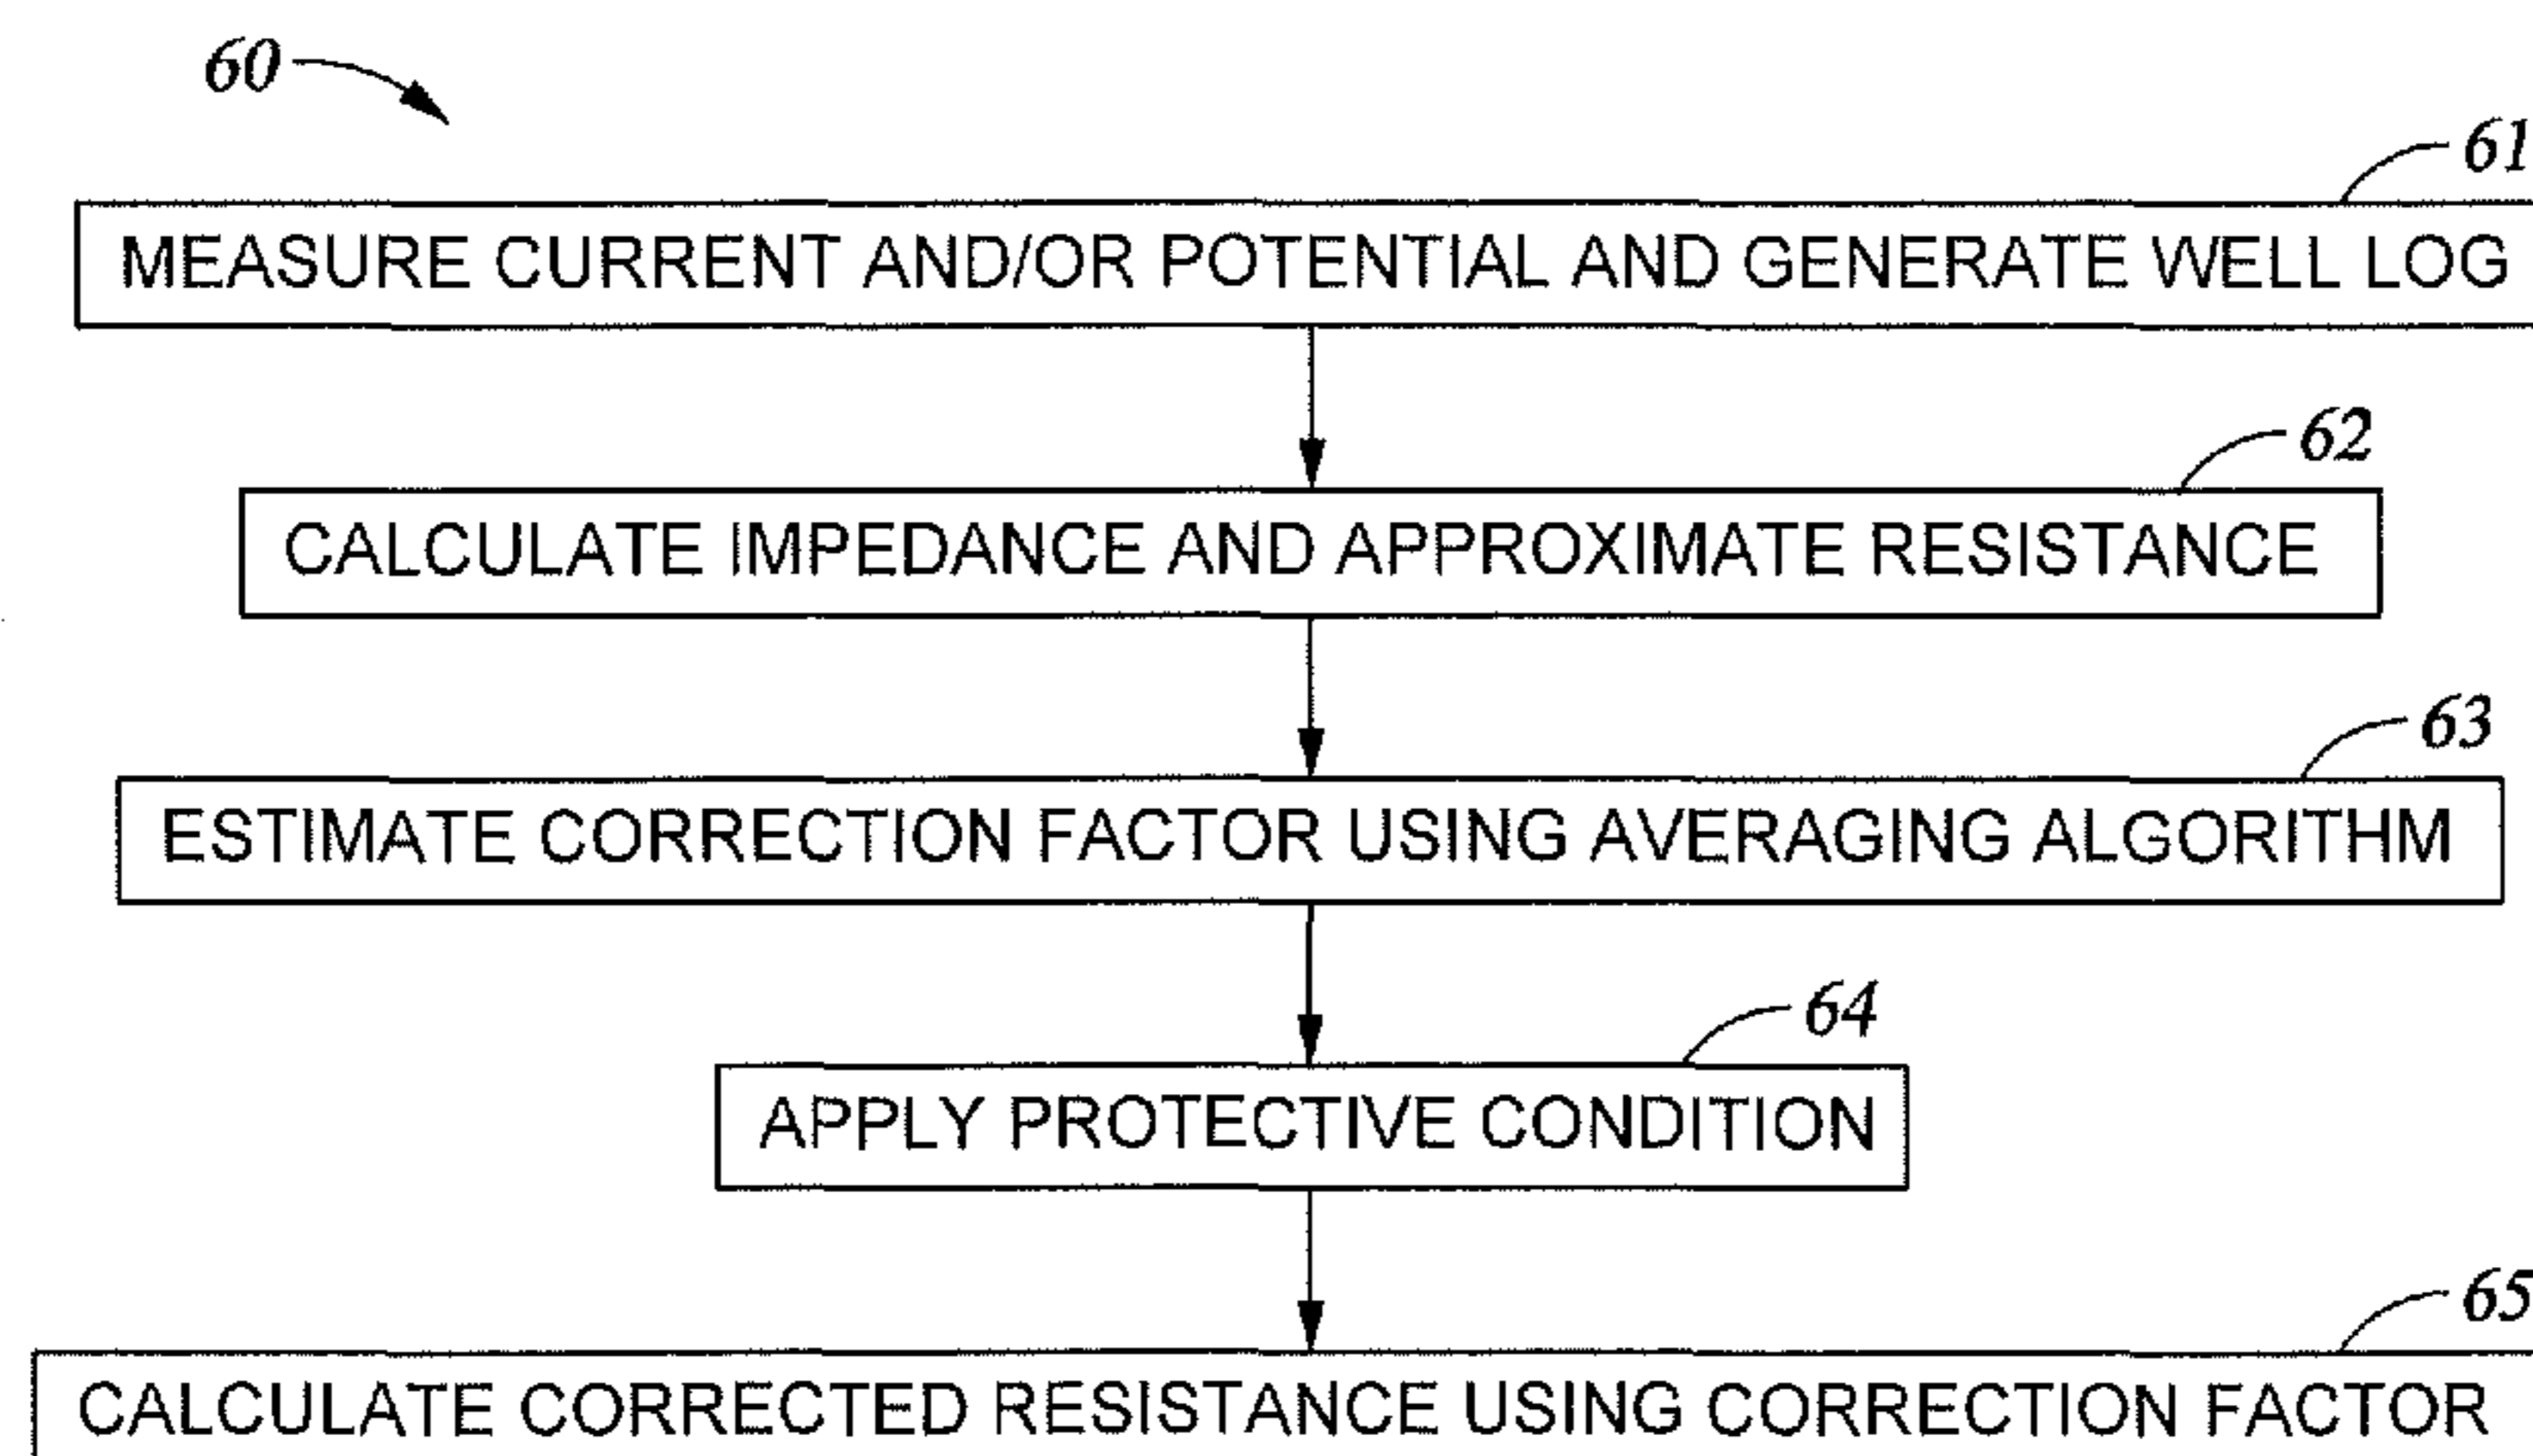 60
61
MEASURE CURRENT AND/OR POTENTIAL AND GENERATE WELL LOG
62
CALCULATE IMPEDANCE AND APPROXIMATE RESISTANCE
63
ESTIMATE CORRECTION FACTOR USING AVERAGING ALGORITHM
64
APPLY PROTECTIVE CONDITION
65
CALCULATE CORRECTED RESISTANCE USING CORRECTION FACTOR